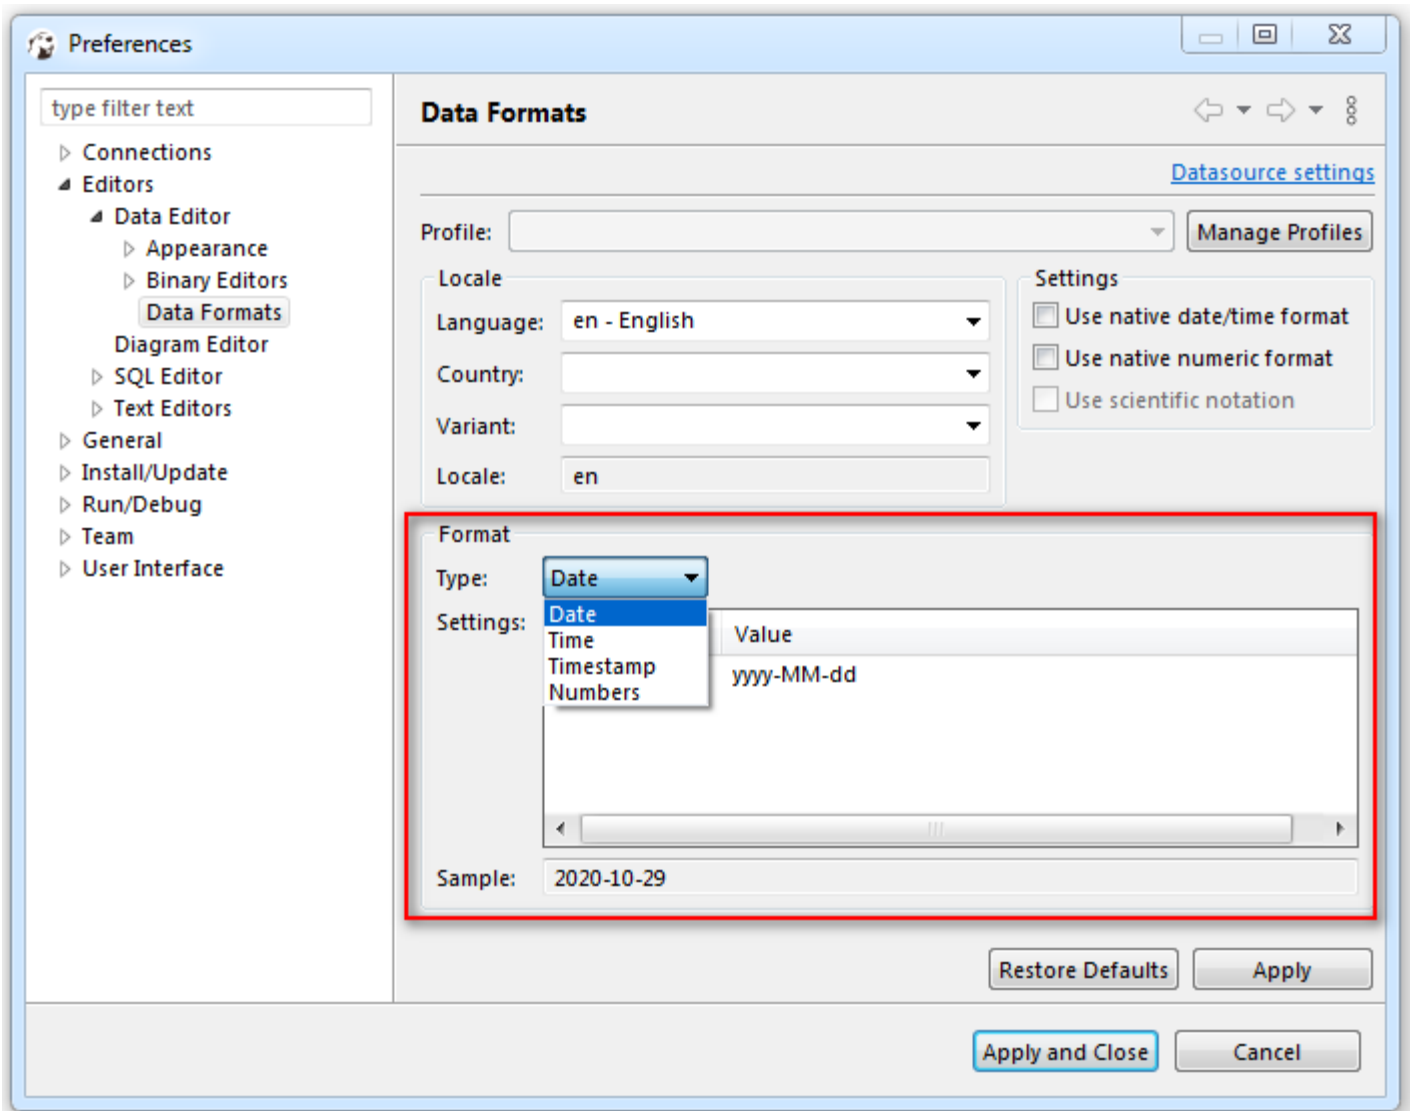 Preferences
type filter text
Connections
Editors
Data Editor
Appearance
Binary Editors
Data Formats
Diagram Editor
SQL Editor
Text Editors
General
Install/Update
Run/Debug
Team
User Interface
Data Formats
Datasource settings
Profile: Manage Profiles
Locale
Language: en - English
Country:
Variant:
Locale: en
Settings
Use native date/time format
Use native numeric format
Use scientific notation
Format
Type: Date
Date
Time
Timestamp
Numbers
Settings: Value
yyyy-MM-dd
Sample: 2020-10-29
Restore Defaults Apply
Apply and Close Cancel